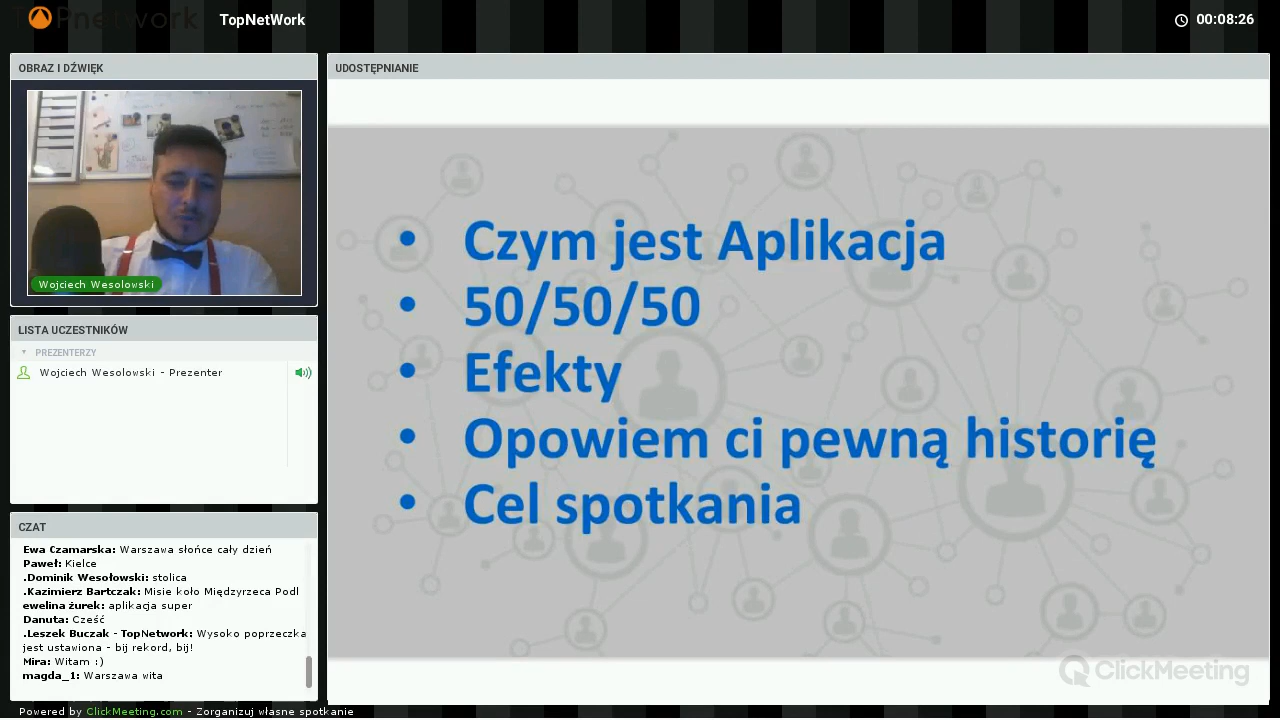 TOPnetwork
TopNetWork
00:08:26
OBRAZ I DŹWIĘK
Wojciech Wesolowski
LISTA UCZESTNIKÓW
PREZENTERZY
Wojciech Wesolowski - Prezenter
CZAT
Ewa Czamarska: Warszawa słońce cały dzień
Paweł: Kielce
.Dominik Wesołowski: stolica
.Kazimierz Bartczak: Misie koło Międzyrzeca Podl
ewelina żurek: aplikacja super
Danuta: Cześć
.Leszek Buczak - TopNetwork: Wysoko poprzeczka
jest ustawiona - bij rekord, bij!
Mira: Witam :)
magda_1: Warszawa wita
Powered by ClickMeeting.com - Zorganizuj własne spotkanie
UDOSTĘPNIANIE
• Czym jest Aplikacja
• 50/50/50
• Efekty
• Opowiem ci pewną historię
• Cel spotkania
ClickMeeting